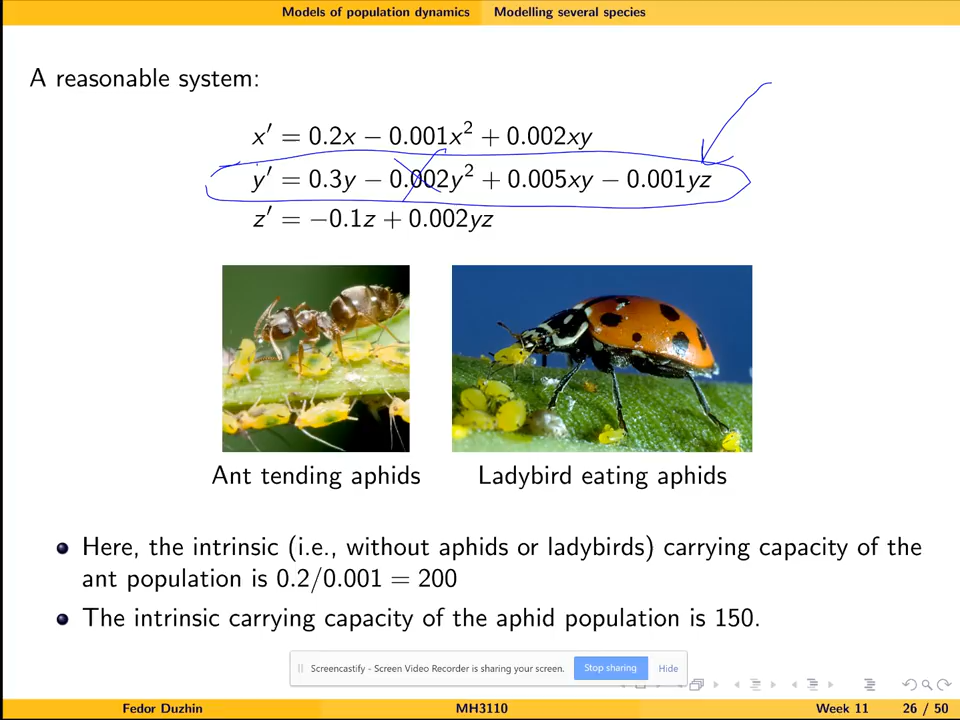 Models of population dynamics Modelling several species
A reasonable system:
x′ = 0.2x − 0.001x² + 0.002xy
y′ = 0.3y − 0.002y² + 0.005xy − 0.001yz
z′ = −0.1z + 0.002yz
Ant tending aphids Ladybird eating aphids
Here, the intrinsic (i.e., without aphids or ladybirds) carrying capacity of the
ant population is 0.2/0.001 = 200
The intrinsic carrying capacity of the aphid population is 150.
Screencastify - Screen Video Recorder is sharing your screen. Stop sharing Hide
Fedor Duzhin MH3110 Week 11 26 / 50